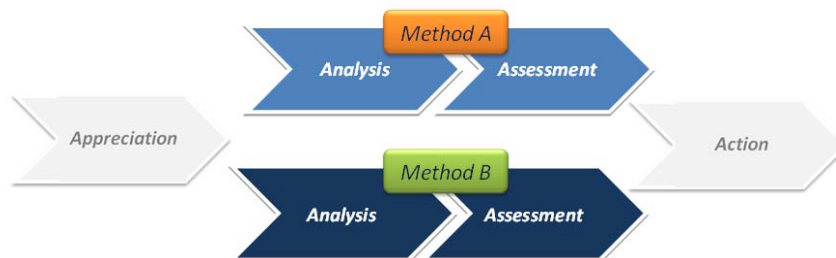 Method A
Analysis
Assessment
Appreciation
Action
Method B
Analysis
Assessment